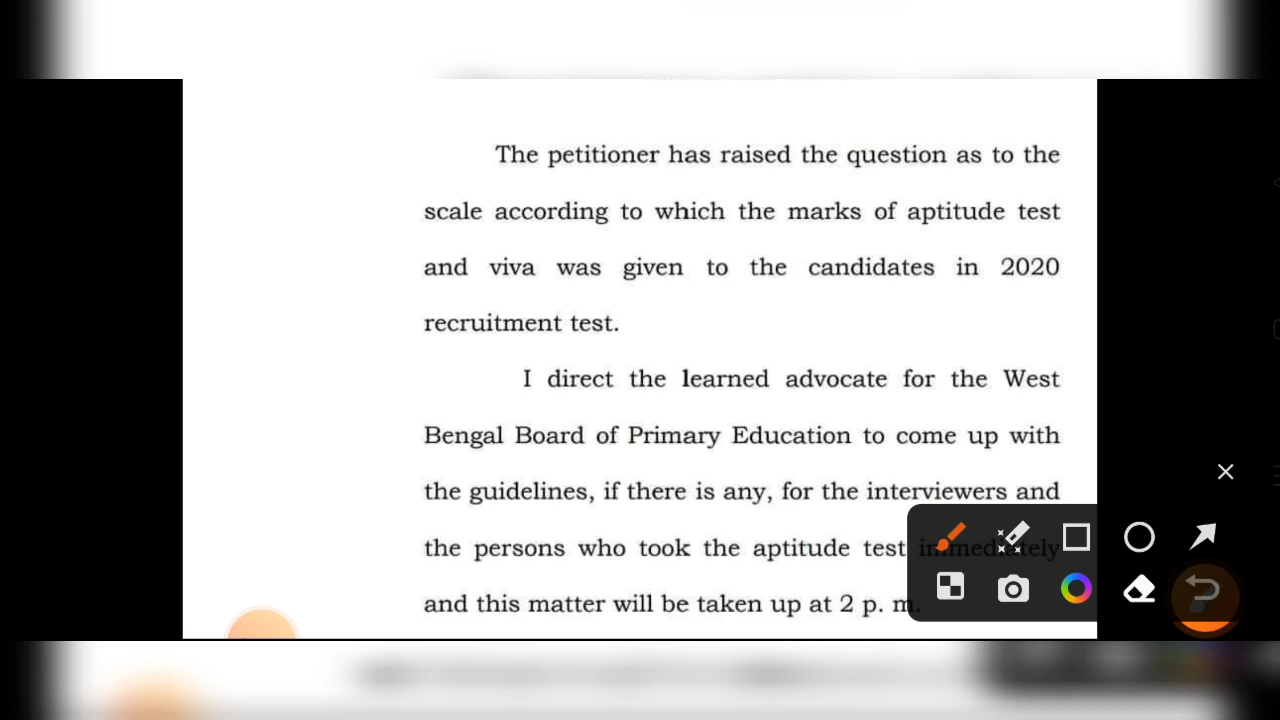 The petitioner has raised the question as to the
scale according to which the marks of aptitude test
and viva was given to the candidates in 2020
recruitment test.
I direct the learned advocate for the West
Bengal Board of Primary Education to come up with
the guidelines, if there is any, for the interviewers and
the persons who took the aptitude test immediately
and this matter will be taken up at 2 p. m.